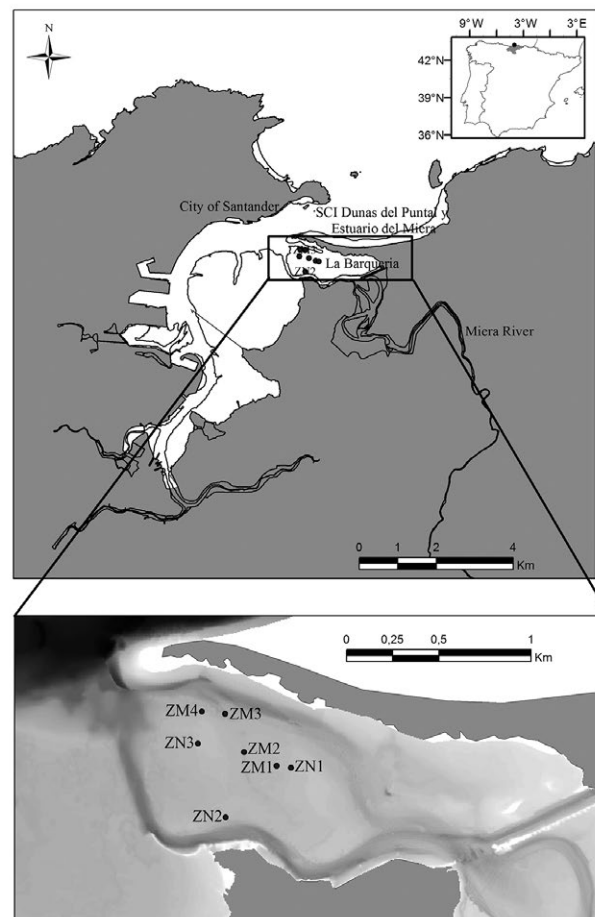 N
9°W 3°W 3°E
42°N
39°N
36°N
City of Santander
SCI Dunas del Puntal y
Estuario del Miera
La Barquería
Miera River
0 1 2 4
Km
0 0,25 0,5 1
Km
ZM4
ZM3
ZN3
ZM2
ZM1
ZN1
ZN2